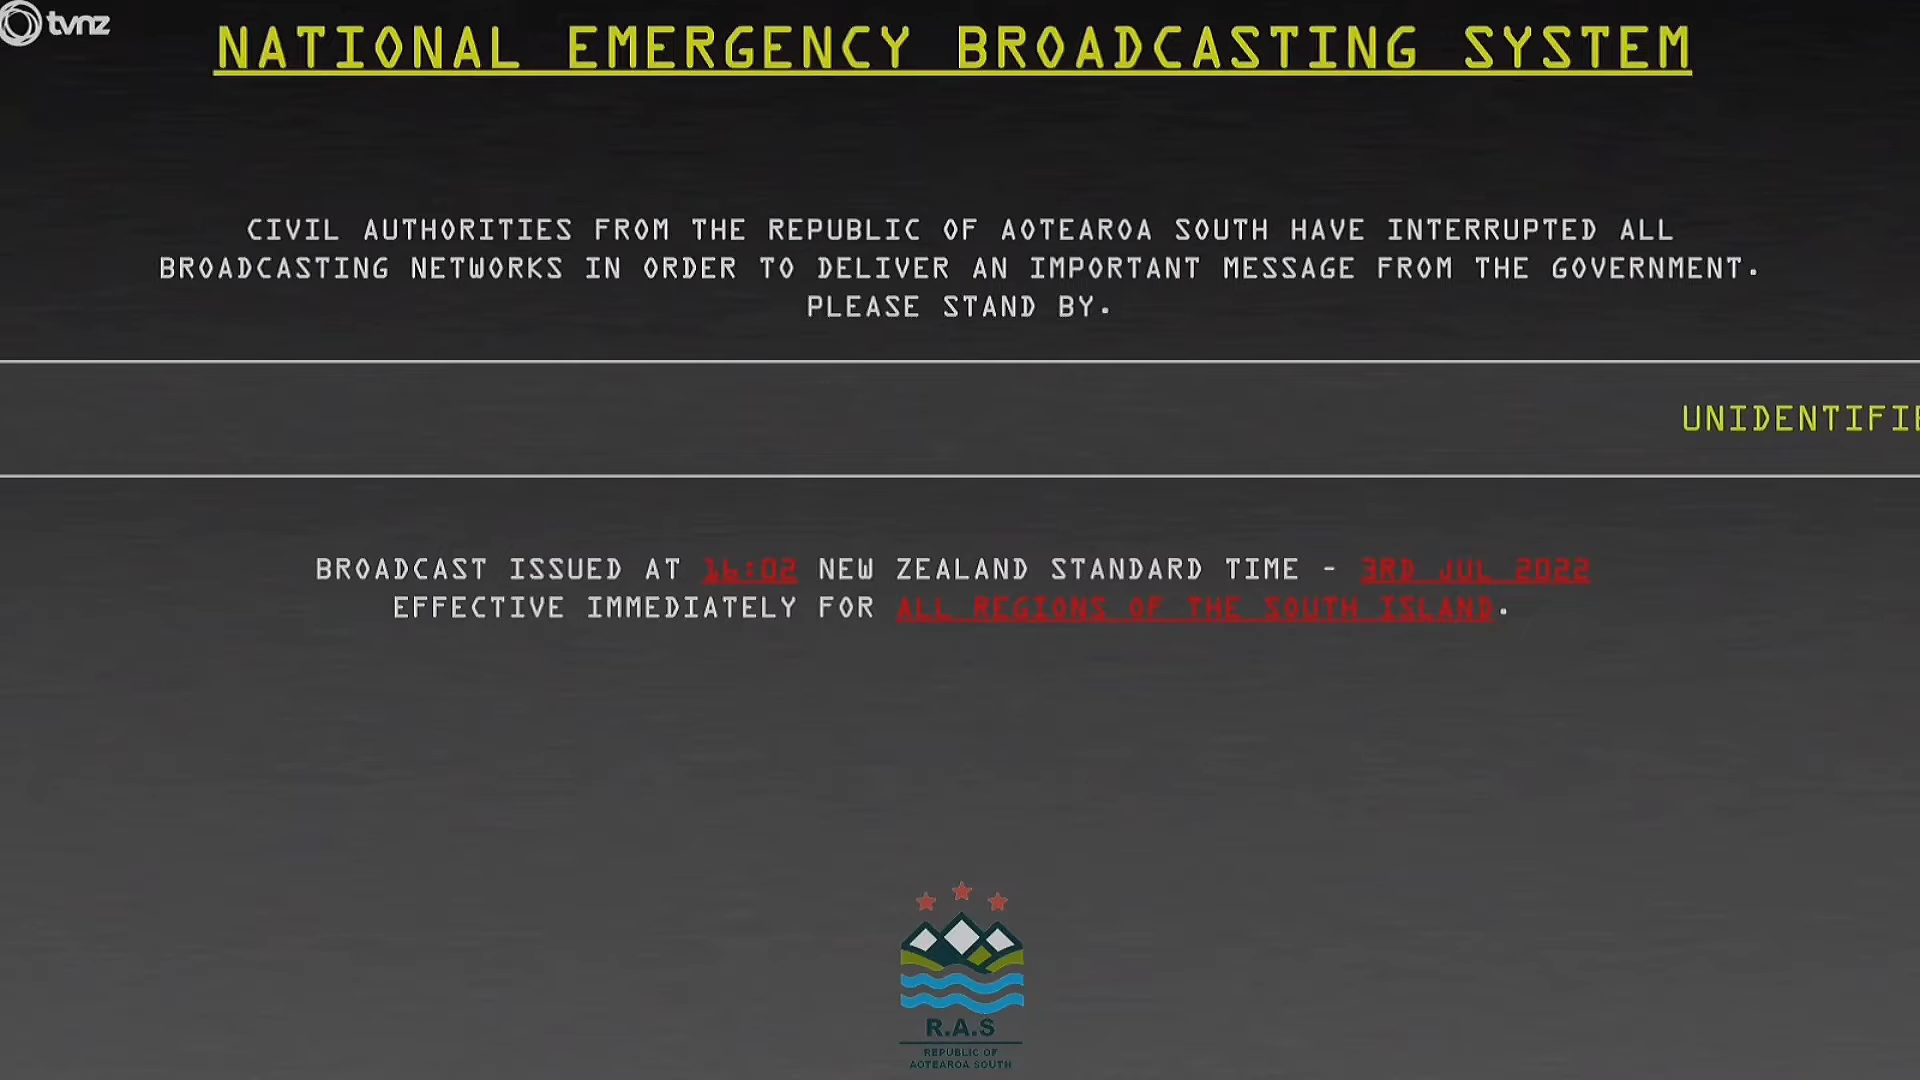 tvnz
NATIONAL EMERGENCY BROADCASTING SYSTEM
CIVIL AUTHORITIES FROM THE REPUBLIC OF AOTEAROA SOUTH HAVE INTERRUPTED ALL
BROADCASTING NETWORKS IN ORDER TO DELIVER AN IMPORTANT MESSAGE FROM THE GOVERNMENT.
PLEASE STAND BY.
UNIDENTIFIE
BROADCAST ISSUED AT 16:02 NEW ZEALAND STANDARD TIME - 3RD JUL 2022
EFFECTIVE IMMEDIATELY FOR ALL REGIONS OF THE SOUTH ISLAND.
R.A.S
REPUBLIC OF
AOTEAROA SOUTH